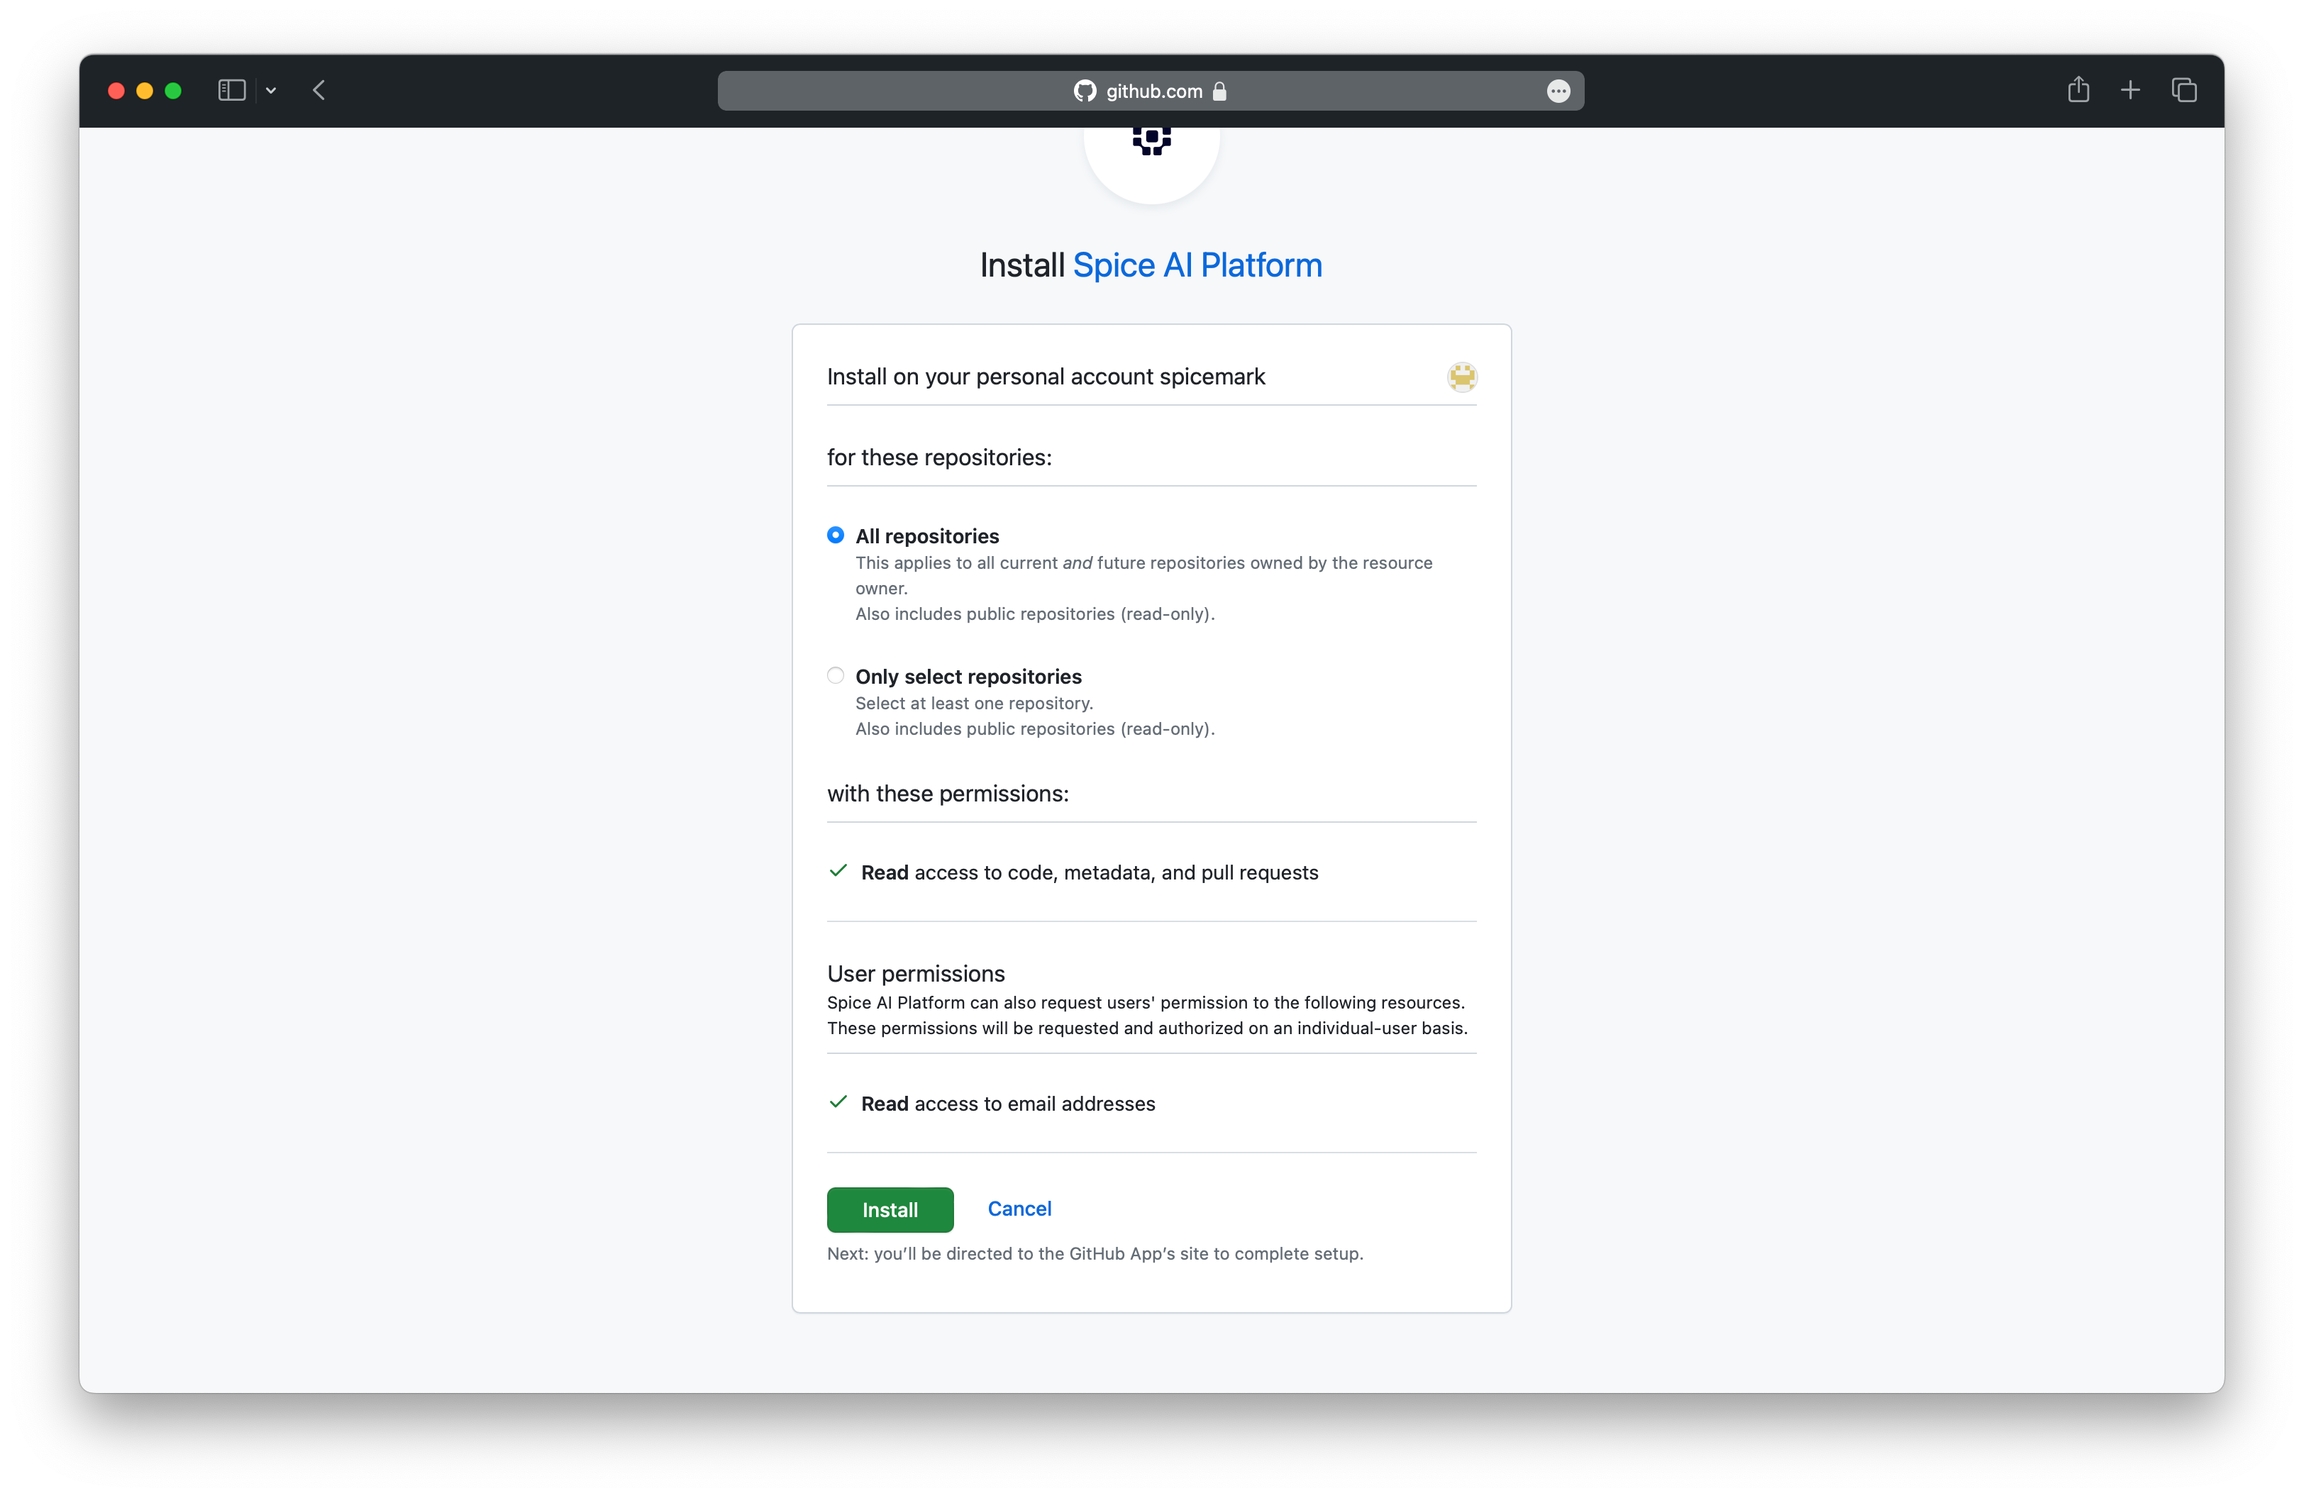 github.com
Install Spice AI Platform
Install on your personal account spicemark
for these repositories:
All repositories
This applies to all current and future repositories owned by the resource
owner.
Also includes public repositories (read-only).
Only select repositories
Select at least one repository.
Also includes public repositories (read-only).
with these permissions:
Read access to code, metadata, and pull requests
User permissions
Spice AI Platform can also request users' permission to the following resources.
These permissions will be requested and authorized on an individual-user basis.
Read access to email addresses
Install Cancel
Next: you’ll be directed to the GitHub App’s site to complete setup.